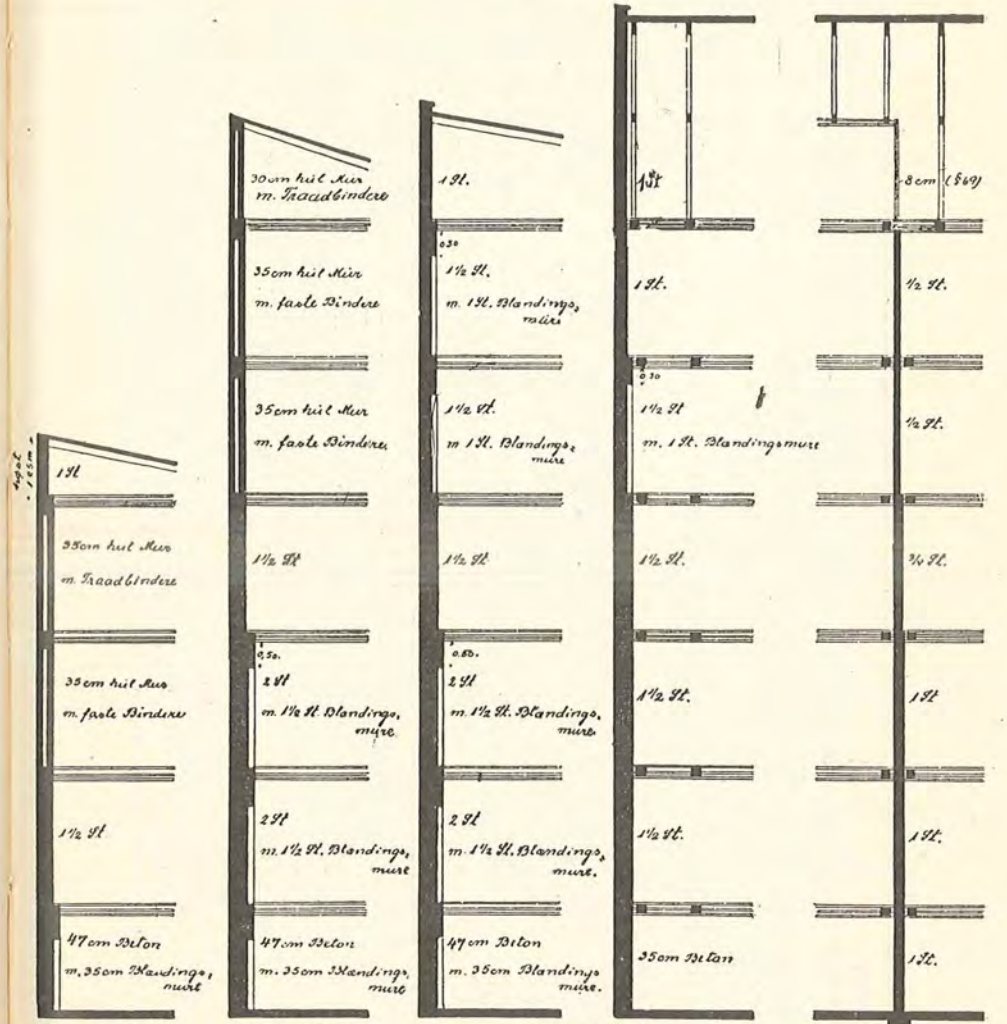 højst
1.25m
1 St
35cm hul Mur
m. Traadbindere
35cm hul Mur
m. faste Bindere
1½ St
47cm Beton
m. 35cm Blandings,
mure
30cm hul Mur
m. Traadbindere
35cm hul Mur
m. faste Bindere
35cm hul Mur
m. faste Bindere
1½ St
0,50.
2 St
m. 1½ St. Blandings,
mure.
2 St
m. 1½ St. Blandings,
mure
47cm Beton
m. 35cm Blandings,
mure
1 St.
0.30
1½ St.
m. 1 St. Blandings,
mure
1½ St.
m 1 St. Blandings,
mure
1½ St
0.50.
2 St
m. 1½ St. Blandings,
mure.
2 St
m. 1½ St. Blandings,
mure.
47cm Beton
m. 35cm Blandings
mure.
1 St
1 St.
0.30
1½ St
m. 1 St. Blandingsmure
1½ St.
1½ St.
1½ St.
35cm Beton
8cm (§69)
½ St.
½ St.
¾ St.
1 St
1 St.
1 St.